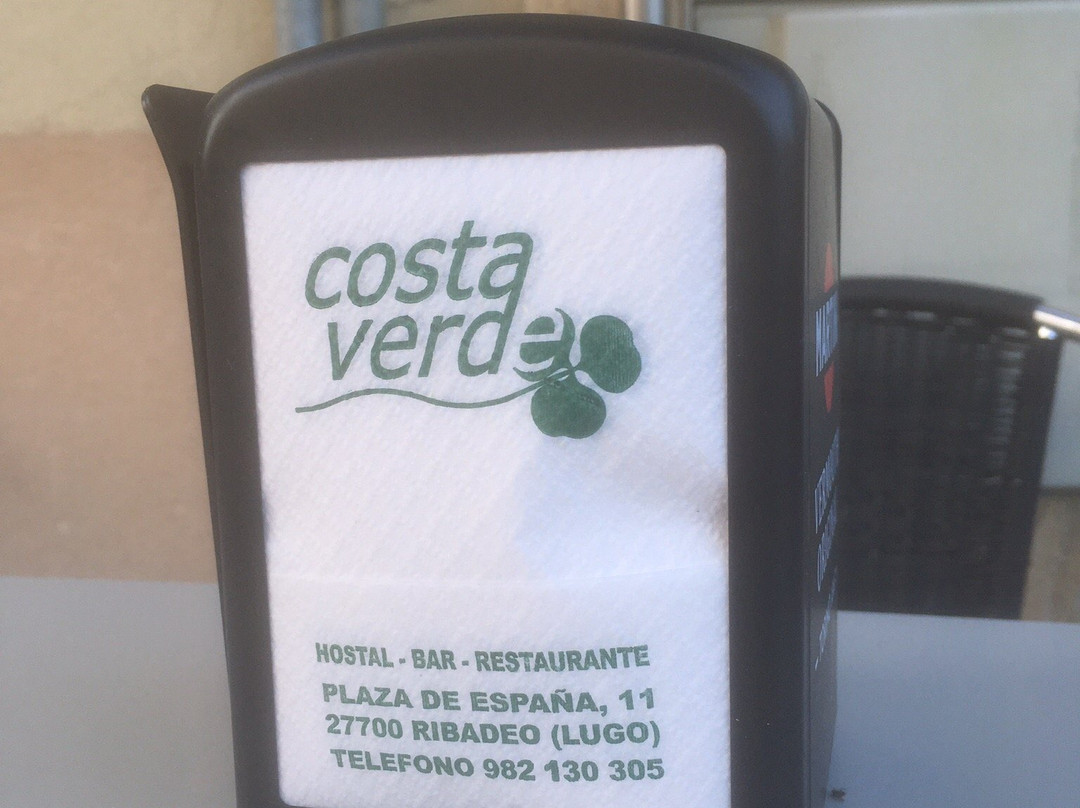 costa
verde
HOSTAL - BAR - RESTAURANTE
PLAZA DE ESPAÑA, 11
27700 RIBADEO (LUGO)
TELEFONO 982 130 305